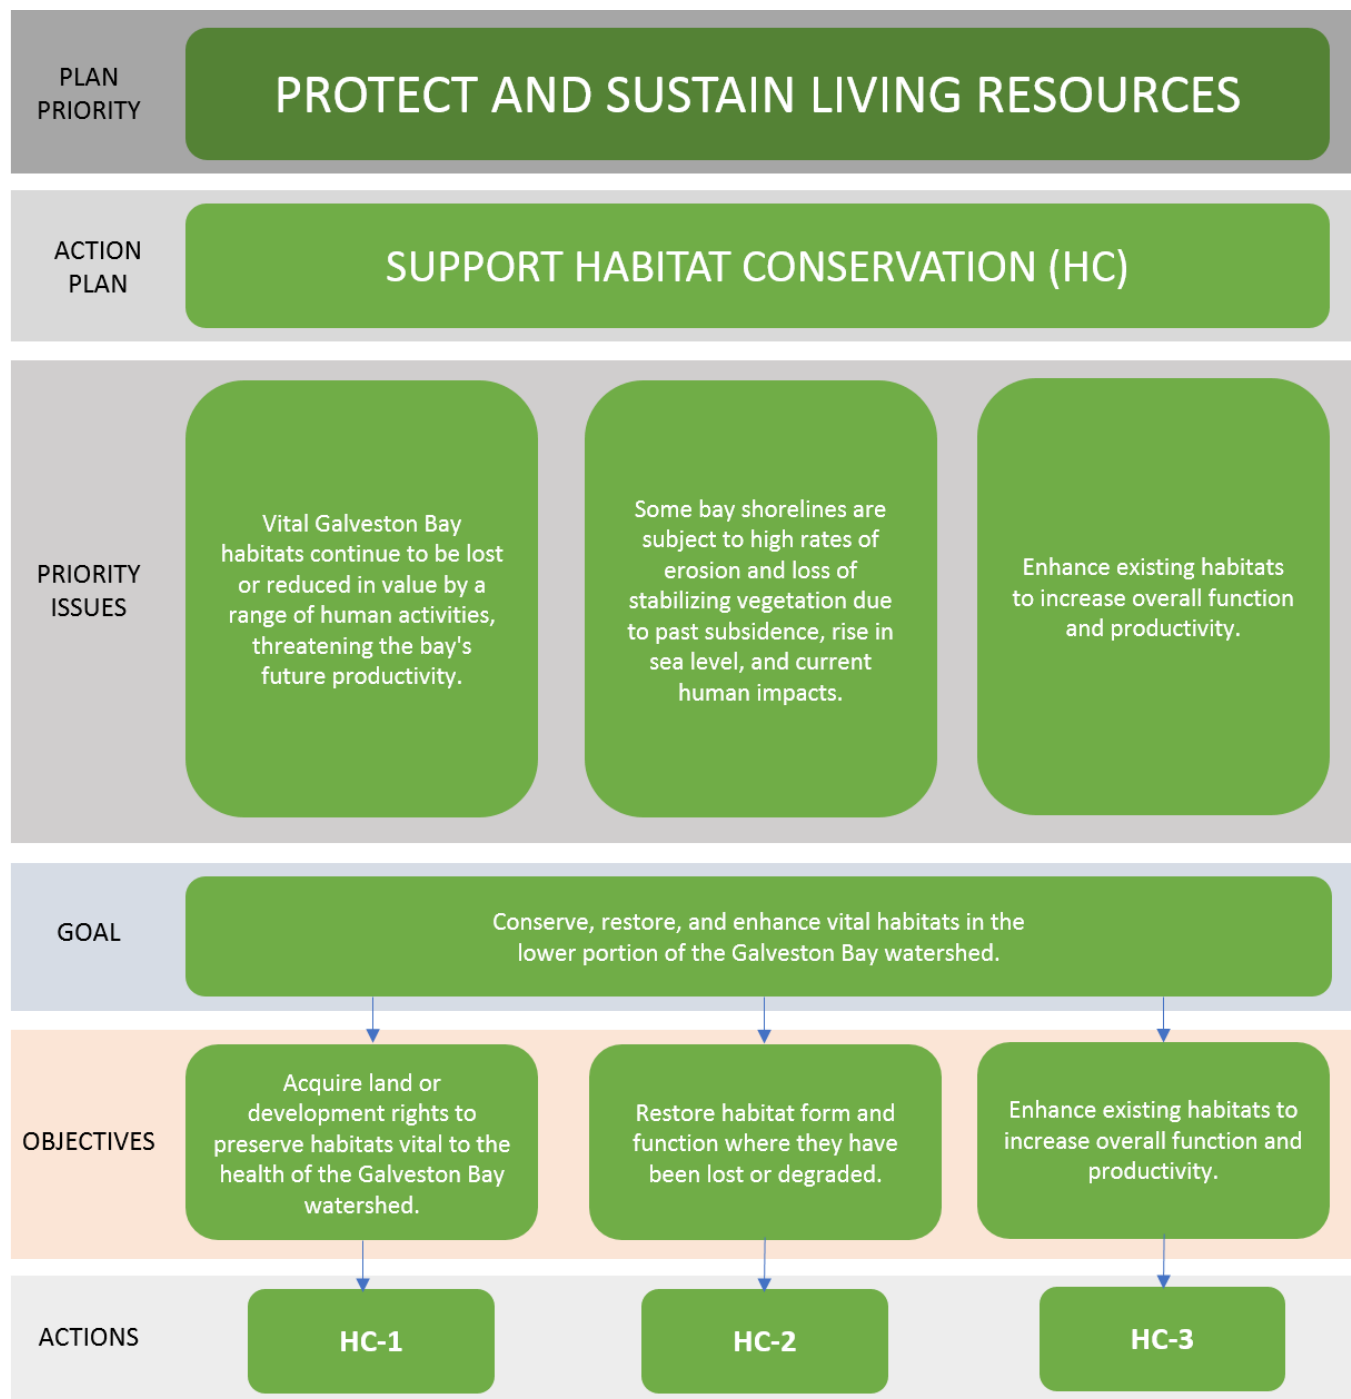 PLAN
PRIORITY
PROTECT AND SUSTAIN LIVING RESOURCES
ACTION
PLAN
SUPPORT HABITAT CONSERVATION (HC)
PRIORITY
ISSUES
Vital Galveston Bay
habitats continue to be lost
or reduced in value by a
range of human activities,
threatening the bay's
future productivity.
Some bay shorelines are
subject to high rates of
erosion and loss of
stabilizing vegetation due
to past subsidence, rise in
sea level, and current
human impacts.
Enhance existing habitats
to increase overall function
and productivity.
GOAL
Conserve, restore, and enhance vital habitats in the
lower portion of the Galveston Bay watershed.
OBJECTIVES
Acquire land or
development rights to
preserve habitats vital to the
health of the Galveston Bay
watershed.
Restore habitat form and
function where they have
been lost or degraded.
Enhance existing habitats to
increase overall function and
productivity.
ACTIONS
HC-1
HC-2
HC-3